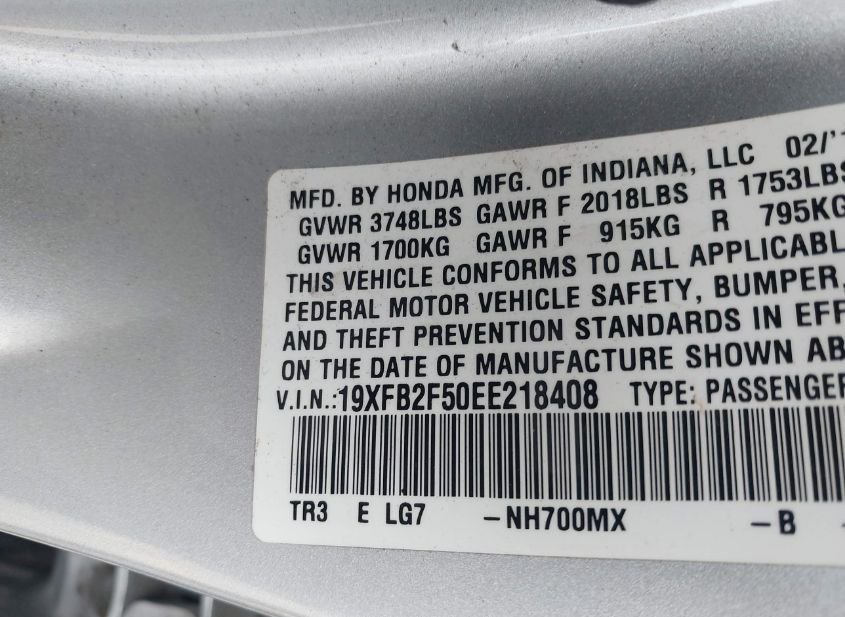 MFD. BY HONDA MFG. OF INDIANA, LLC 02/'1
GVWR 3748LBS GAWR F 2018LBS R 1753LBS
GVWR 1700KG GAWR F 915KG R 795KG
THIS VEHICLE CONFORMS TO ALL APPLICABL
FEDERAL MOTOR VEHICLE SAFETY, BUMPER,
AND THEFT PREVENTION STANDARDS IN EFF
ON THE DATE OF MANUFACTURE SHOWN AB
V.I.N.:19XFB2F50EE218408 TYPE: PASSENGER
TR3 E LG7 -NH700MX -B -